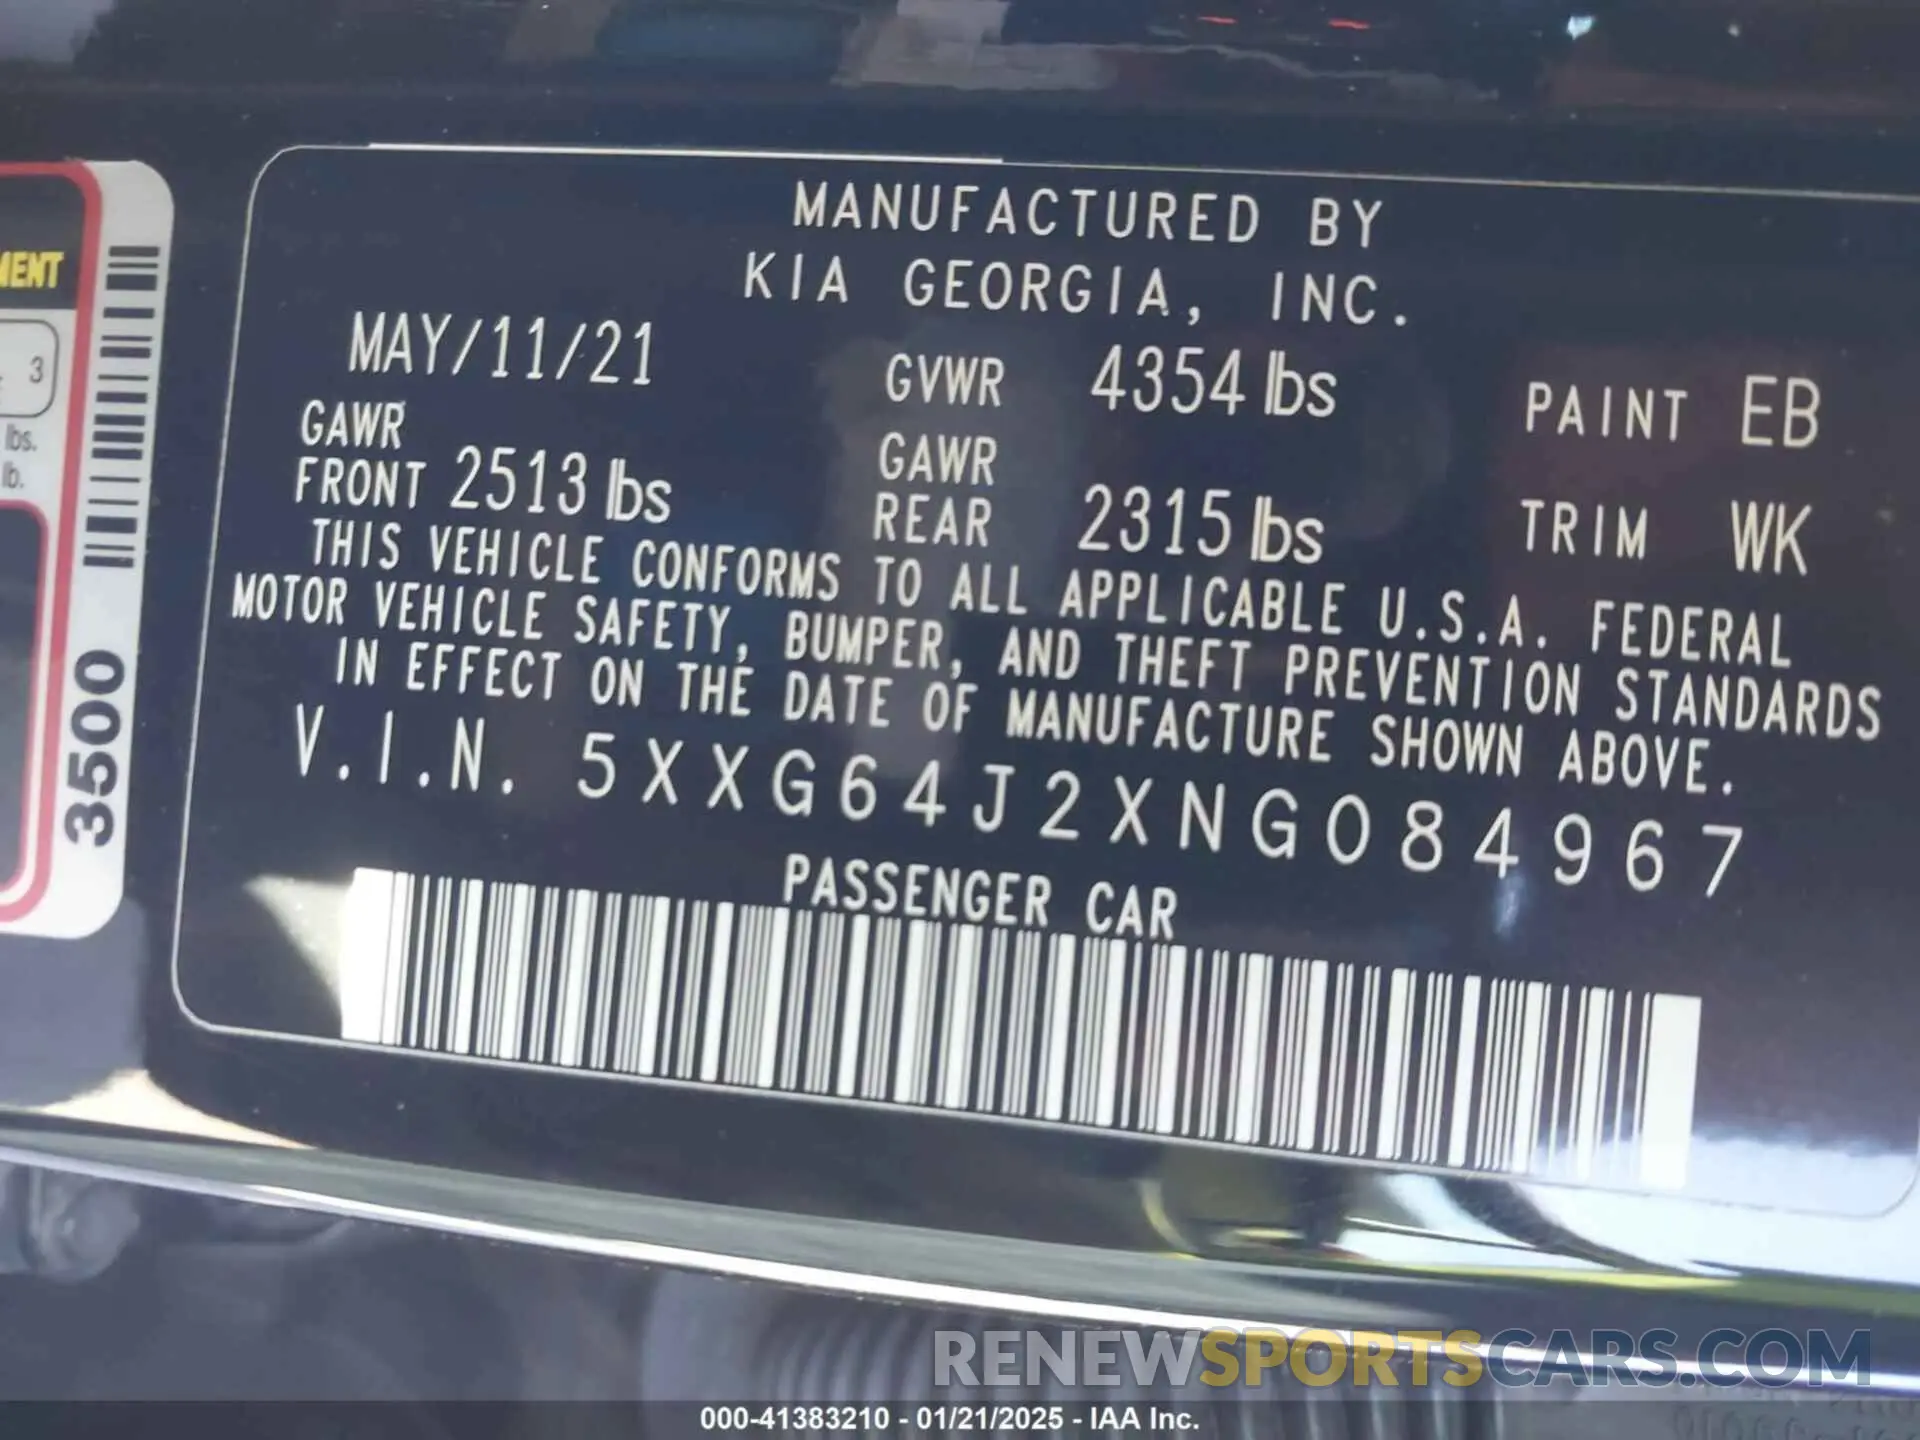 MANUFACTURED BY
KIA GEORGIA, INC.
MAY/11/21 GVWR 4354 lbs PAINT EB
GAWR FRONT 2513 lbs GAWR REAR 2315 lbs TRIM WK
THIS VEHICLE CONFORMS TO ALL APPLICABLE U.S.A. FEDERAL
MOTOR VEHICLE SAFETY, BUMPER, AND THEFT PREVENTION STANDARDS
IN EFFECT ON THE DATE OF MANUFACTURE SHOWN ABOVE.
V.I.N. 5XXG64J2XNG084967
PASSENGER CAR
3
lbs.
lb.
3500
RENEWSPORTSCARS.COM
000-41383210 - 01/21/2025 - IAA Inc.